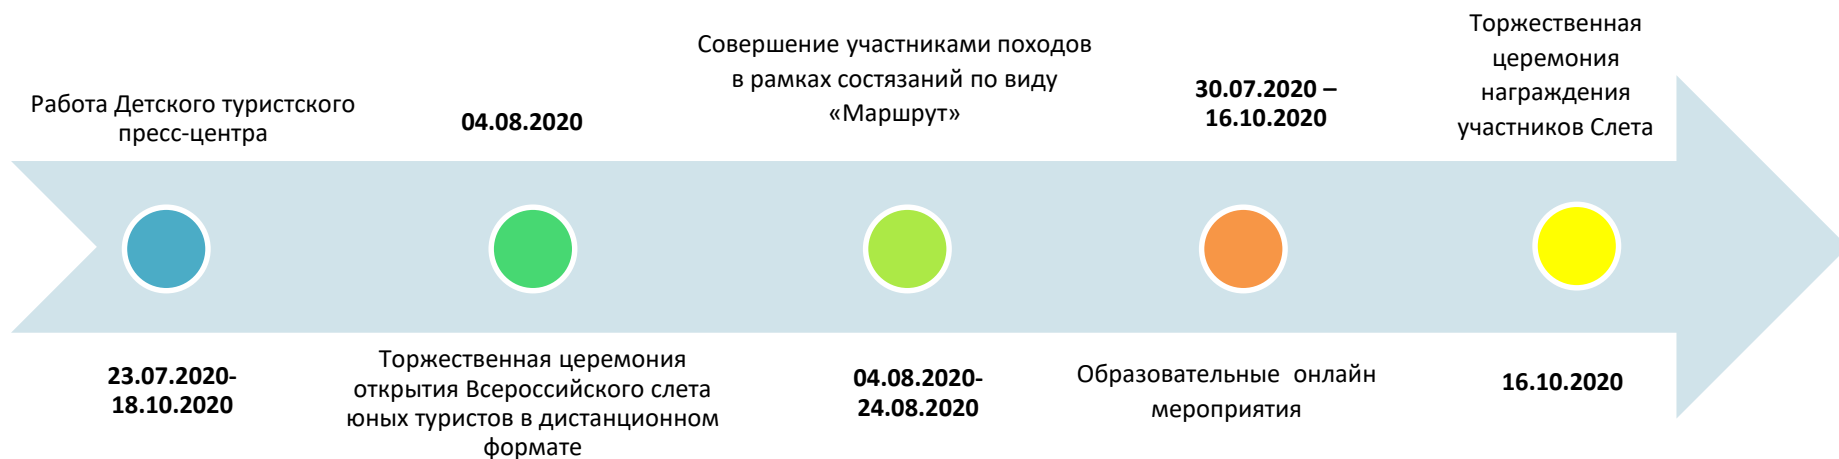 Работа Детского туристского
пресс-центра
23.07.2020-
18.10.2020
04.08.2020
Торжественная церемония
открытия Всероссийского слета
юных туристов в дистанционном
формате
Совершение участниками походов
в рамках состязаний по виду
«Маршрут»
04.08.2020-
24.08.2020
30.07.2020 –
16.10.2020
Образовательные онлайн
мероприятия
Торжественная
церемония
награждения
участников Слета
16.10.2020